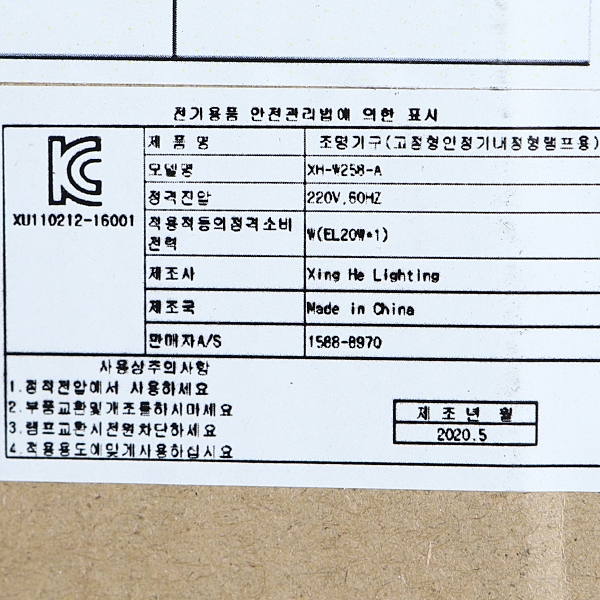 전기용품 안전관리법에 의한 표시
KC
XU110212-16001
제 품 명
조명기구(고정형인정기내정형램프용)
모델명
XH-W258-A
정격진압
220V,60HZ
적용적등의정격소비
전력
W(EL20W*1)
제조사
Xing He Lighting
제조국
Made in China
판매자A/S
1588-8970
사용상주의사항
1.정적전압에서 사용하세요
2.부품교환및개조를하시마세요
3.램프교환시전원차단하세요
4.적용용도에맞게사용하십시요
제 조 년 월
2020.5